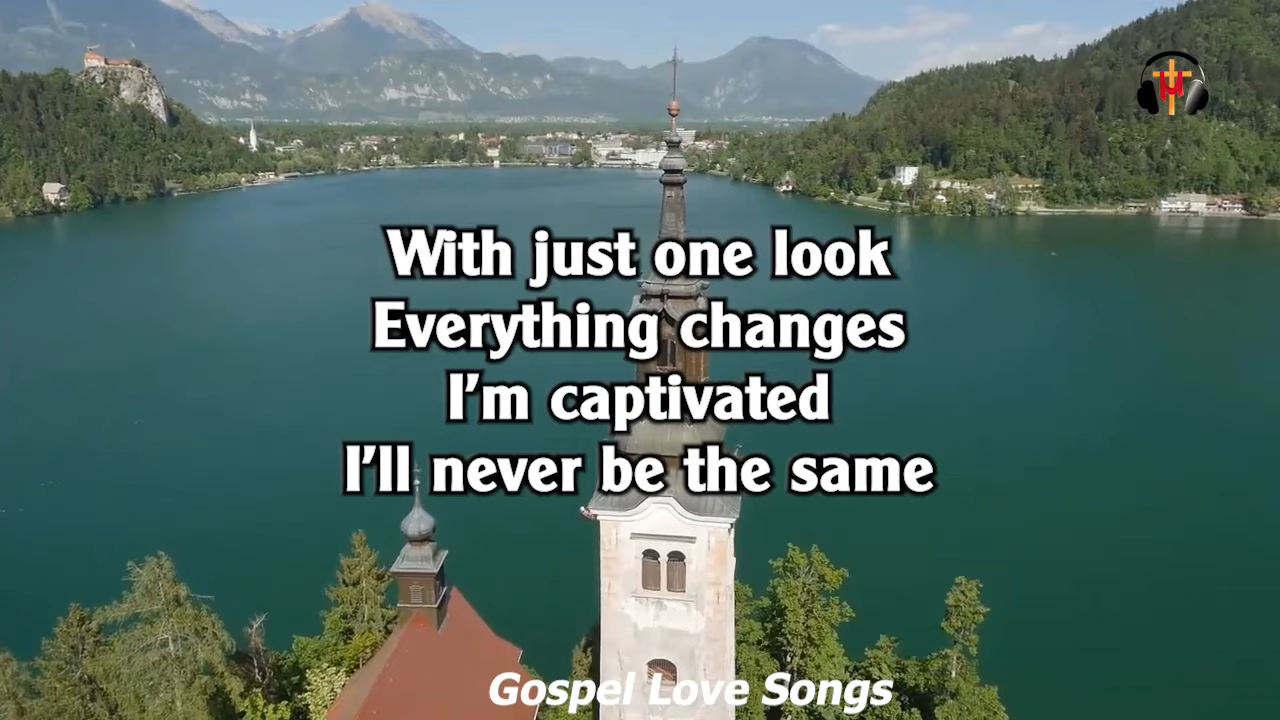 With just one look
Everything changes
I'm captivated
I'll never be the same
Gospel Love Songs